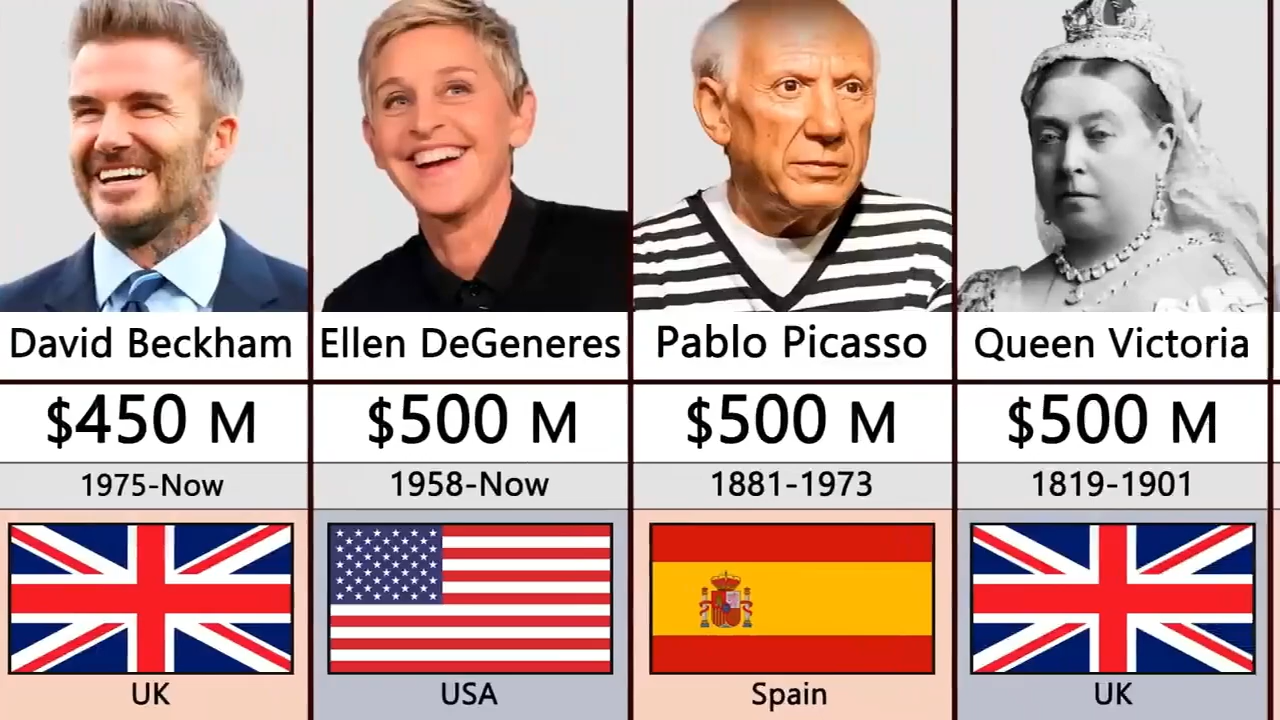 David Beckham
Ellen DeGeneres
Pablo Picasso
Queen Victoria
$450 M
$500 M
$500 M
$500 M
1975-Now
1958-Now
1881-1973
1819-1901
UK
USA
Spain
UK